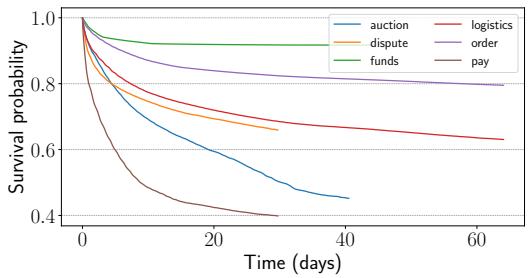 Survival probability
1.0
0.8
0.6
0.4
0
20
40
60
Time (days)
auction
dispute
funds
logistics
order
pay